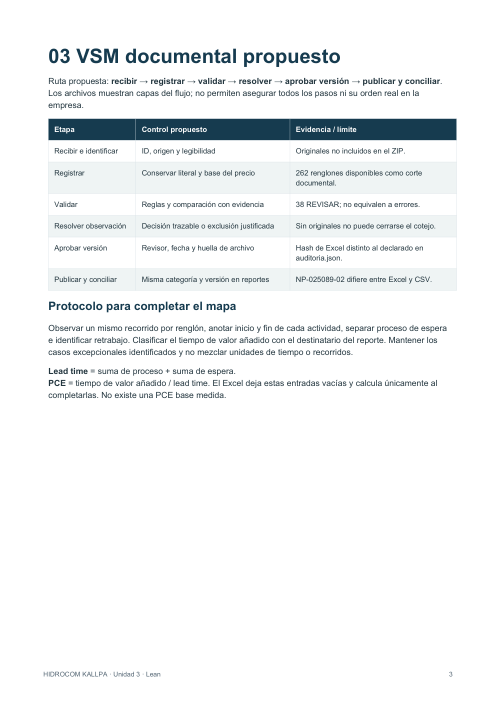 03 VSM documental propuesto
Ruta propuesta: recibir → registrar → validar → resolver → aprobar versión → publicar y conciliar.
Los archivos muestran capas del flujo; no permiten asegurar todos los pasos ni su orden real en la
empresa.
Etapa Control propuesto Evidencia / límite
Recibir e identificar ID, origen y legibilidad Originales no incluidos en el ZIP.
Registrar Conservar literal y base del precio 262 renglones disponibles como corte
documental.
Validar Reglas y comparación con evidencia 38 REVISAR; no equivalen a errores.
Resolver observación Decisión trazable o exclusión justificada Sin originales no puede cerrarse el cotejo.
Aprobar versión Revisor, fecha y huella de archivo Hash de Excel distinto al declarado en
auditoria.json.
Publicar y conciliar Misma categoría y versión en reportes NP-025089-02 difiere entre Excel y CSV.
Protocolo para completar el mapa
Observar un mismo recorrido por renglón, anotar inicio y fin de cada actividad, separar proceso de espera
e identificar retrabajo. Clasificar el tiempo de valor añadido con el destinatario del reporte. Mantener los
casos excepcionales identificados y no mezclar unidades de tiempo o recorridos.
Lead time = suma de proceso + suma de espera.
PCE = tiempo de valor añadido / lead time. El Excel deja estas entradas vacías y calcula únicamente al
completarlas. No existe una PCE base medida.
HIDROCOM KALLPA · Unidad 3 · Lean 3